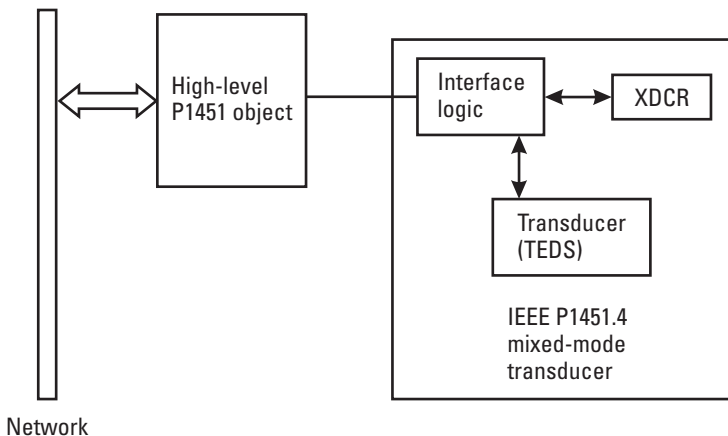 High-level
P1451 object
Interface
logic
XDCR
Transducer
(TEDS)
IEEE P1451.4
mixed-mode
transducer
Network